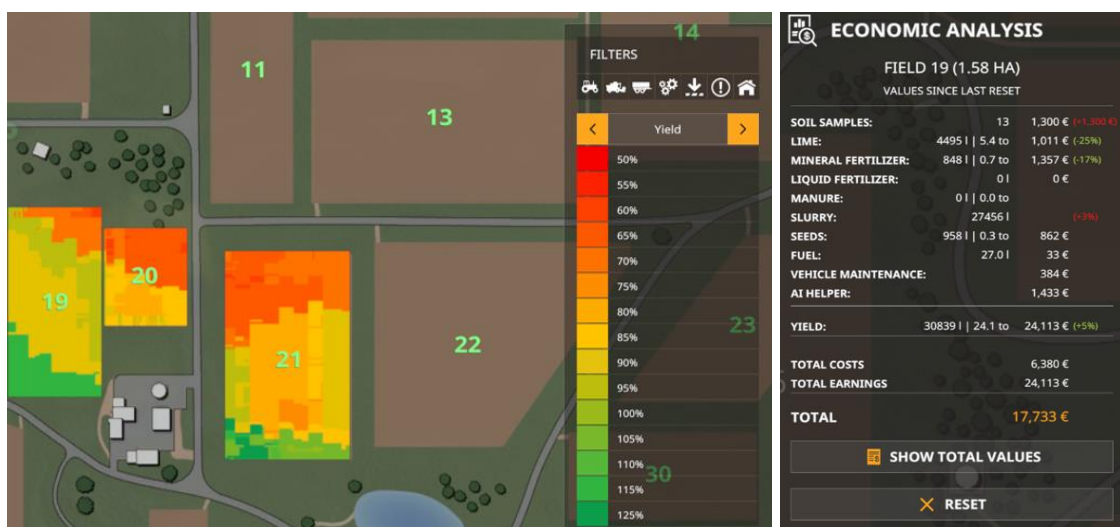 11
13
14
19
20
21
22
23
30
FILTERS
Yield
50%
55%
60%
65%
70%
75%
80%
85%
90%
95%
100%
105%
110%
115%
125%
ECONOMIC ANALYSIS
FIELD 19 (1.58 HA)
VALUES SINCE LAST RESET
SOIL SAMPLES: 13 1,300 € (+1,300 €)
LIME: 4495 l | 5.4 to 1,011 € (-25%)
MINERAL FERTILIZER: 848 l | 0.7 to 1,357 € (-17%)
LIQUID FERTILIZER: 0 l 0 €
MANURE: 0 l | 0.0 to
SLURRY: 27456 l (+3%)
SEEDS: 958 l | 0.3 to 862 €
FUEL: 27.0 l 33 €
VEHICLE MAINTENANCE: 384 €
AI HELPER: 1,433 €
YIELD: 30839 l | 24.1 to 24,113 € (+5%)
TOTAL COSTS 6,380 €
TOTAL EARNINGS 24,113 €
TOTAL 17,733 €
SHOW TOTAL VALUES
RESET